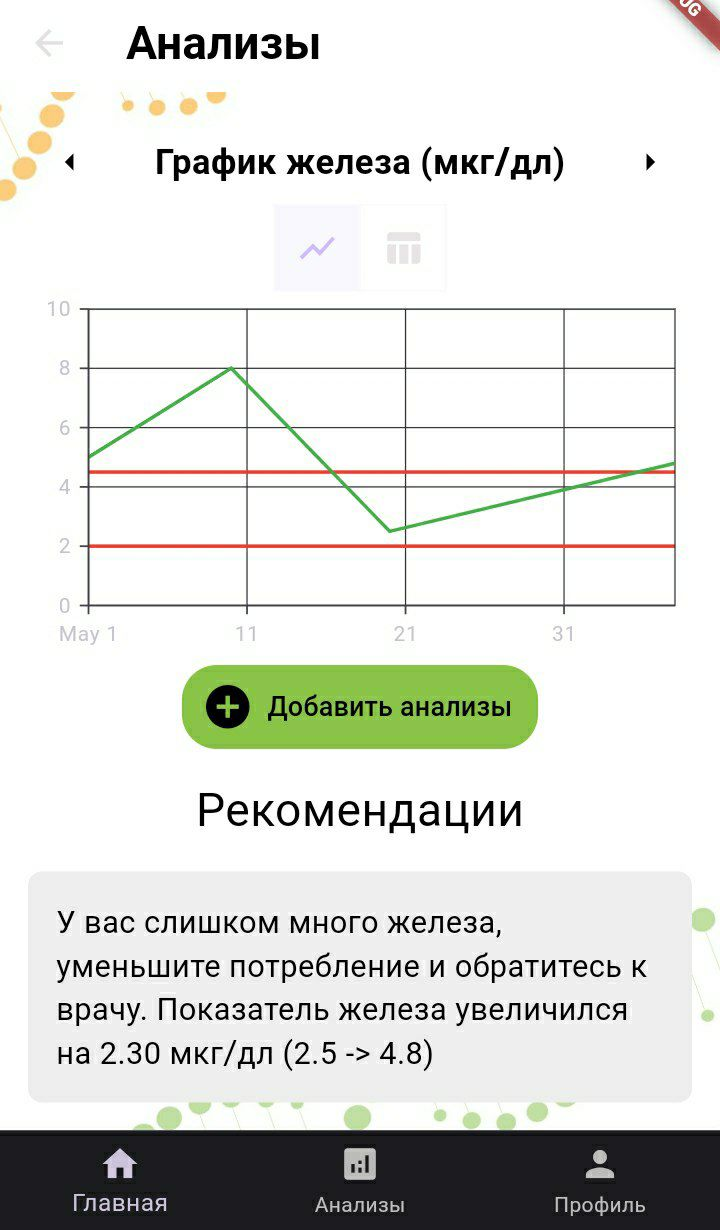 Анализы
График железа (мкг/дл)
10
8
6
4
2
0
May 1 11 21 31
Добавить анализы
Рекомендации
У вас слишком много железа,
уменьшите потребление и обратитесь к
врачу. Показатель железа увеличился
на 2.30 мкг/дл (2.5 -> 4.8)
Главная Анализы Профиль